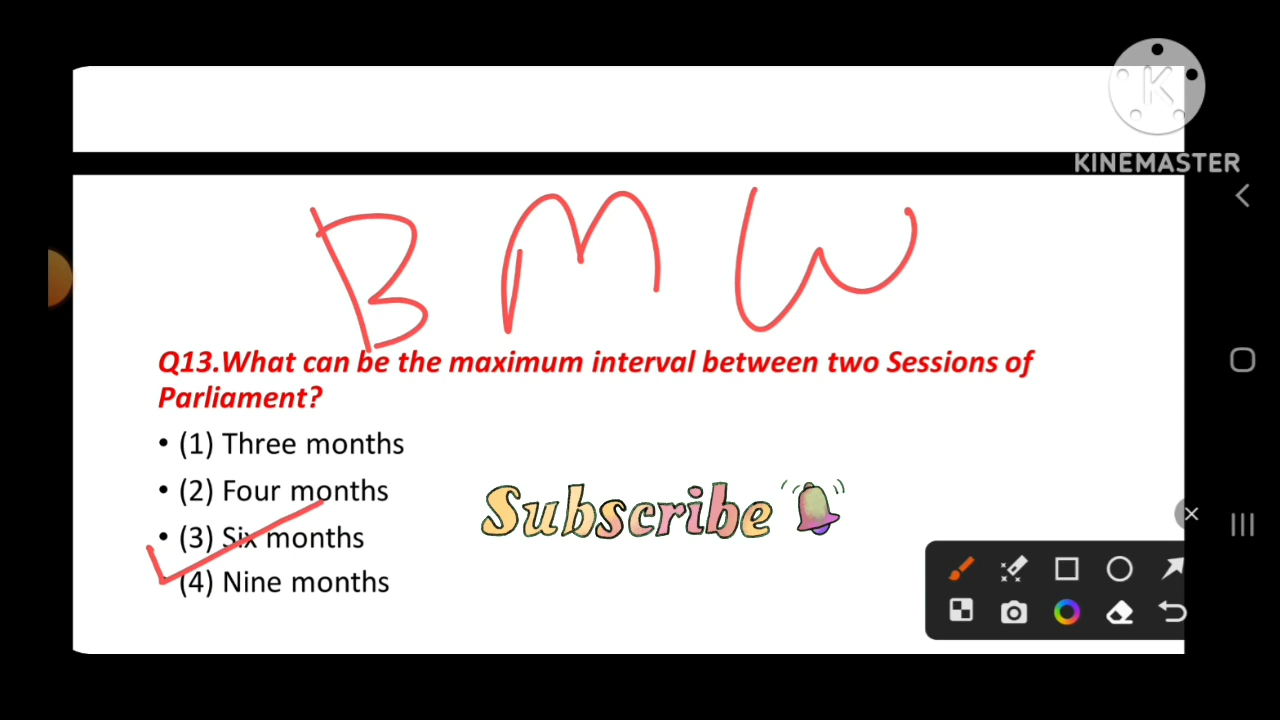 KINEMASTER
BMW
Q13.What can be the maximum interval between two Sessions of
Parliament?
• (1) Three months
• (2) Four months
• (3) Six months
• (4) Nine months
Subscribe